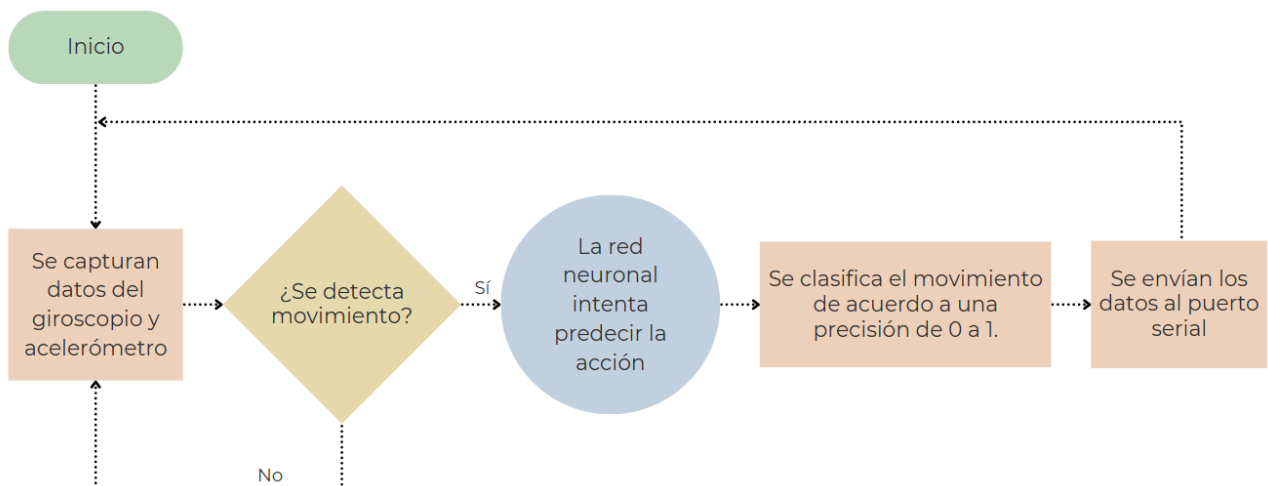 Inicio
Se capturan
datos del
giroscopio y
acelerómetro
¿Se detecta
movimiento?
Sí
No
La red
neuronal
intenta
predecir la
acción
Se clasifica el movimiento
de acuerdo a una
precisión de 0 a 1.
Se envían los
datos al puerto
serial